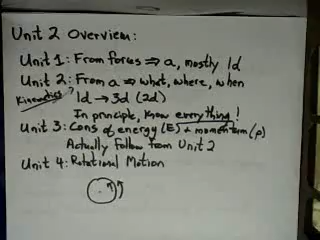 Unit 2 Overview:
Unit 1: From forces ⇒ a, mostly 1d
Unit 2: From a ⇒ what, where, when
Kinematics
1d → 3d (2d)
In principle, know everything!
Unit 3: Cons of energy (E) + momentum (p)
Actually follow from Unit 2
Unit 4: Rotational Motion